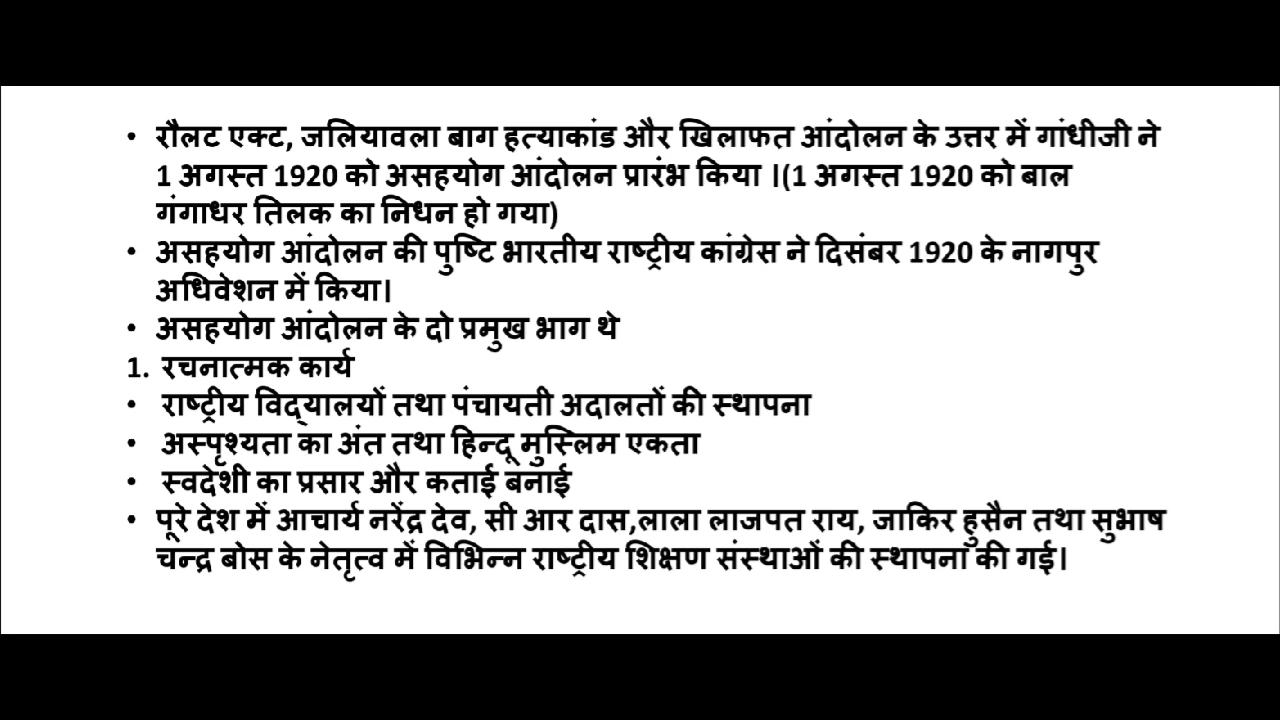 • रौलट एक्ट, जलियावला बाग हत्याकांड और खिलाफत आंदोलन के उत्तर में गांधीजी ने
1 अगस्त 1920 को असहयोग आंदोलन प्रारंभ किया ।(1 अगस्त 1920 को बाल
गंगाधर तिलक का निधन हो गया)
• असहयोग आंदोलन की पुष्टि भारतीय राष्ट्रीय कांग्रेस ने दिसंबर 1920 के नागपुर
अधिवेशन में किया।
• असहयोग आंदोलन के दो प्रमुख भाग थे
1. रचनात्मक कार्य
• राष्ट्रीय विद्यालयों तथा पंचायती अदालतों की स्थापना
• अस्पृश्यता का अंत तथा हिन्दू मुस्लिम एकता
• स्वदेशी का प्रसार और कताई बनाई
• पूरे देश में आचार्य नरेंद्र देव, सी आर दास,लाला लाजपत राय, जाकिर हुसैन तथा सुभाष
चन्द्र बोस के नेतृत्व में विभिन्न राष्ट्रीय शिक्षण संस्थाओं की स्थापना की गई।